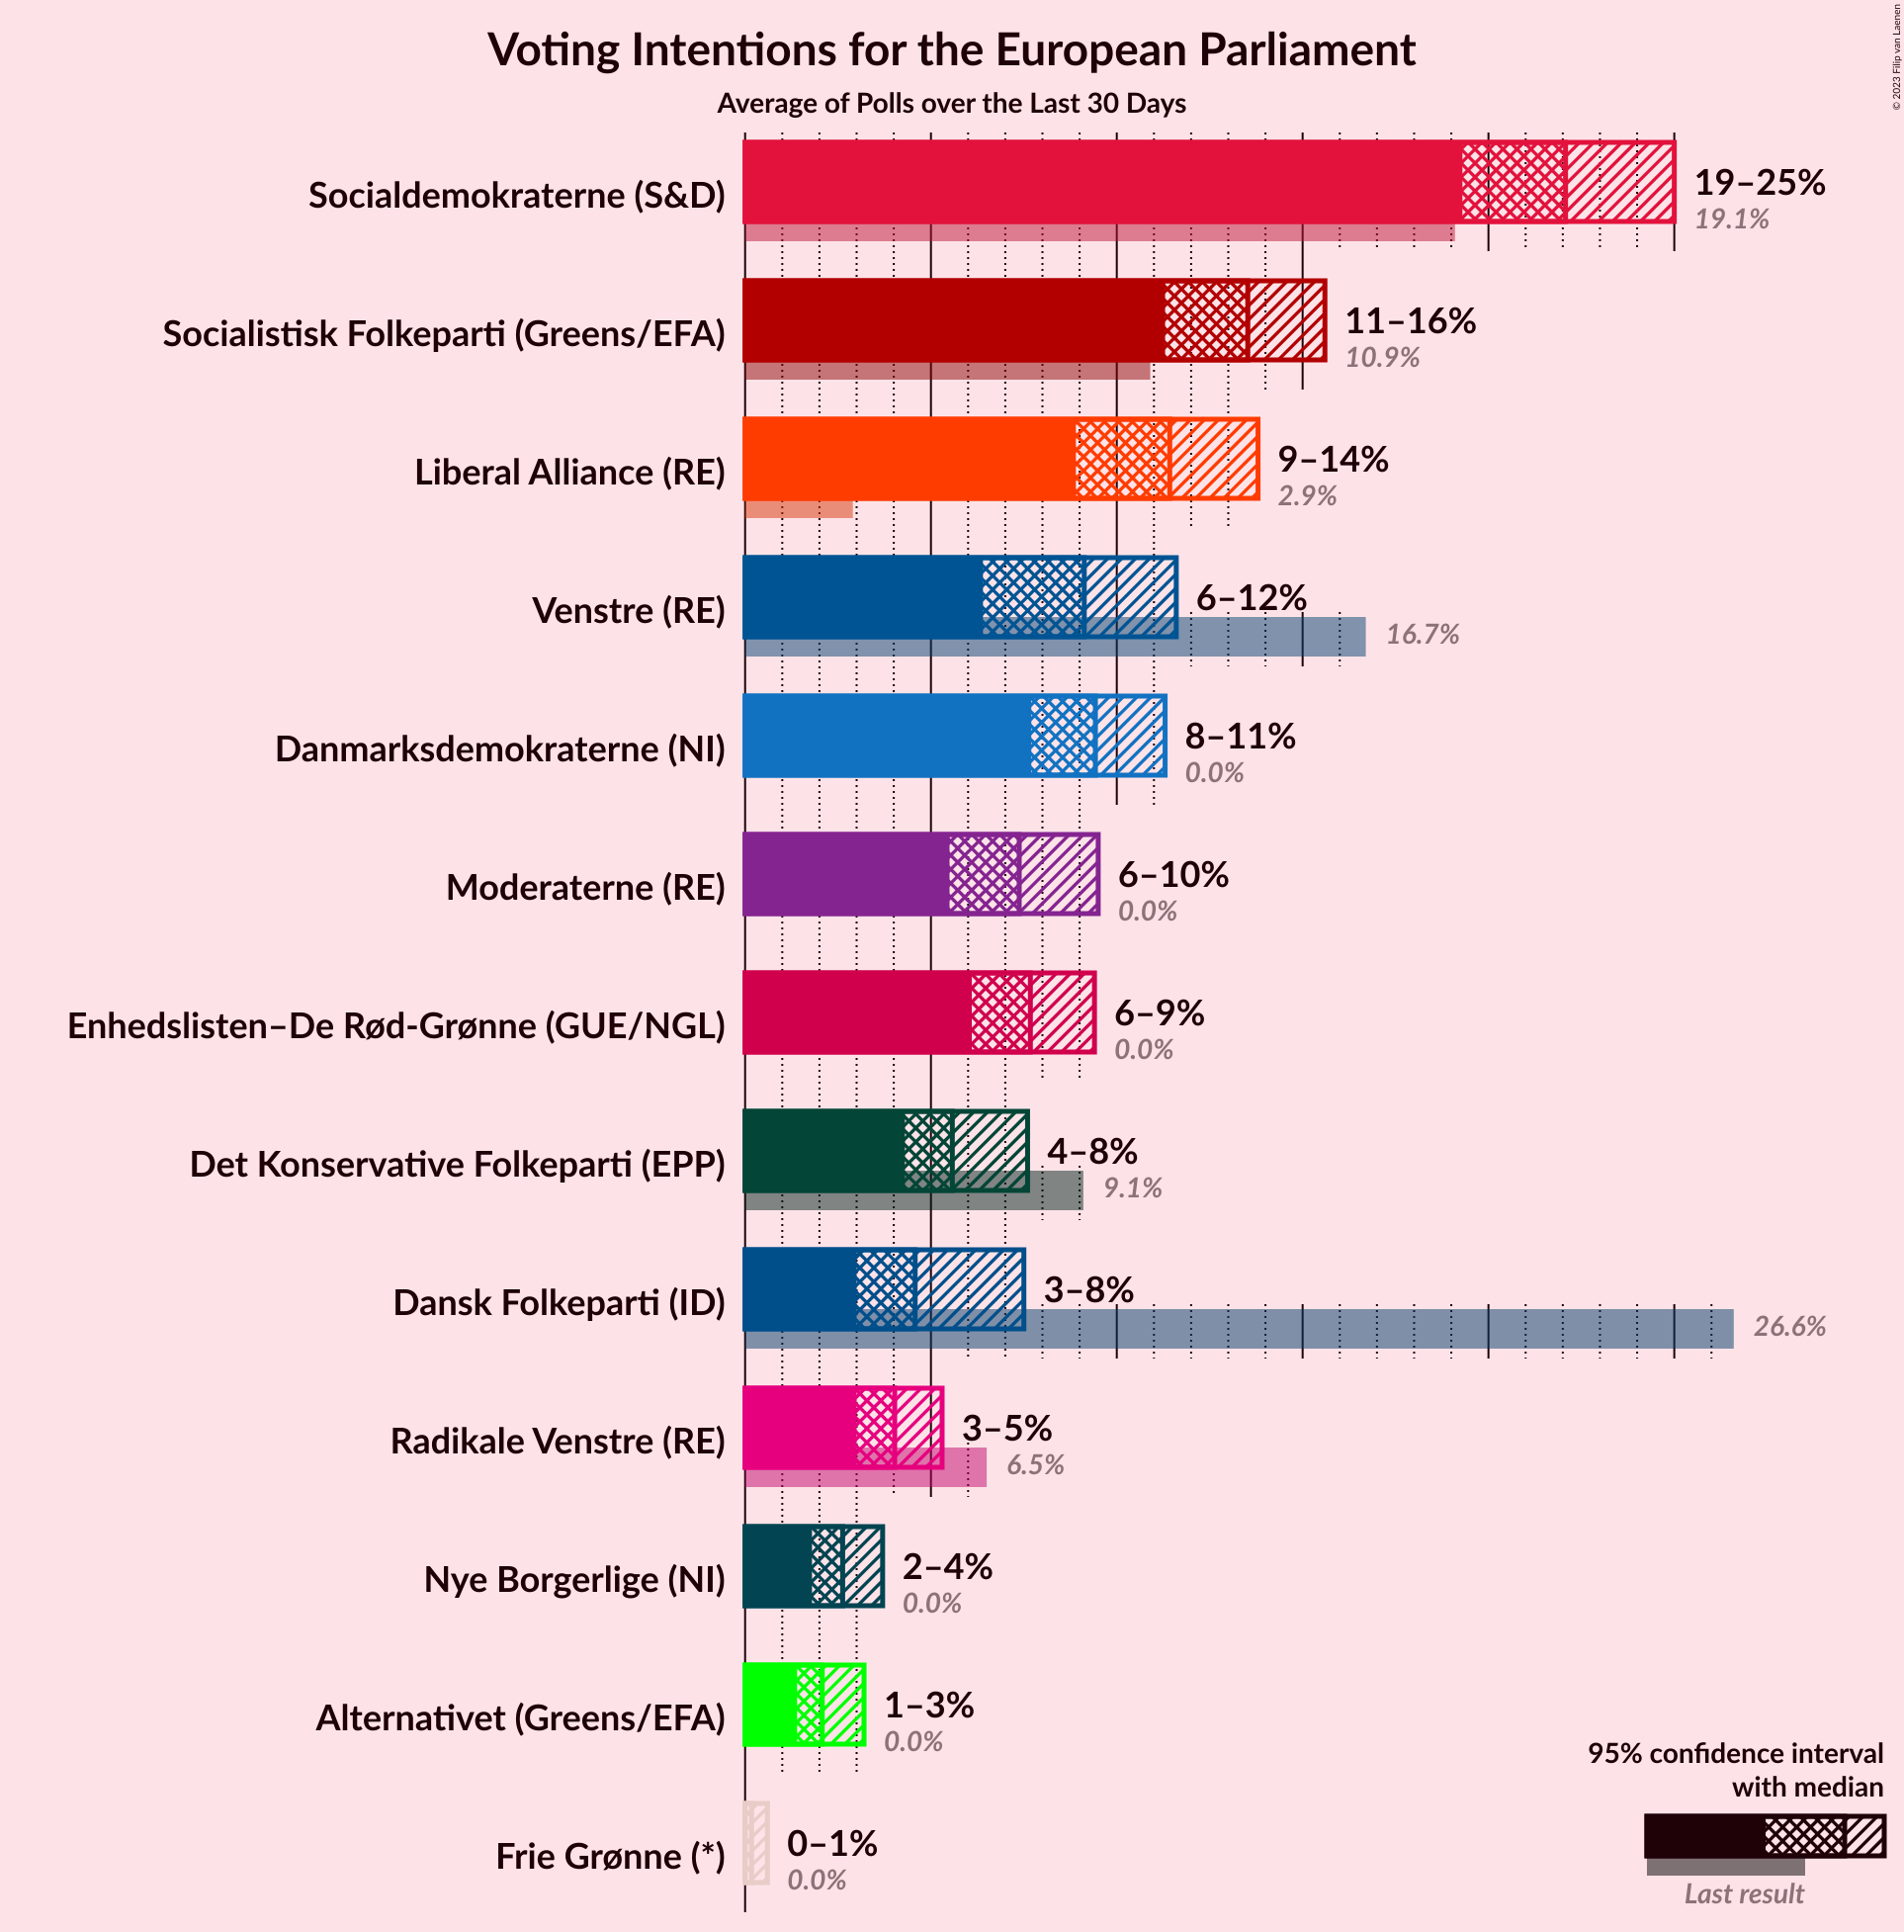 © 2023 Filip van Laenen
Voting Intentions for the European Parliament
Average of Polls over the Last 30 Days
Socialdemokraterne (S&D)
19–25%
19.1%
Socialistisk Folkeparti (Greens/EFA)
11–16%
10.9%
Liberal Alliance (RE)
9–14%
2.9%
Venstre (RE)
6–12%
16.7%
Danmarksdemokraterne (NI)
8–11%
0.0%
Moderaterne (RE)
6–10%
0.0%
Enhedslisten–De Rød-Grønne (GUE/NGL)
6–9%
0.0%
Det Konservative Folkeparti (EPP)
4–8%
9.1%
Dansk Folkeparti (ID)
3–8%
26.6%
Radikale Venstre (RE)
3–5%
6.5%
Nye Borgerlige (NI)
2–4%
0.0%
Alternativet (Greens/EFA)
1–3%
0.0%
Frie Grønne (*)
0–1%
0.0%
95% confidence interval
with median
Last result